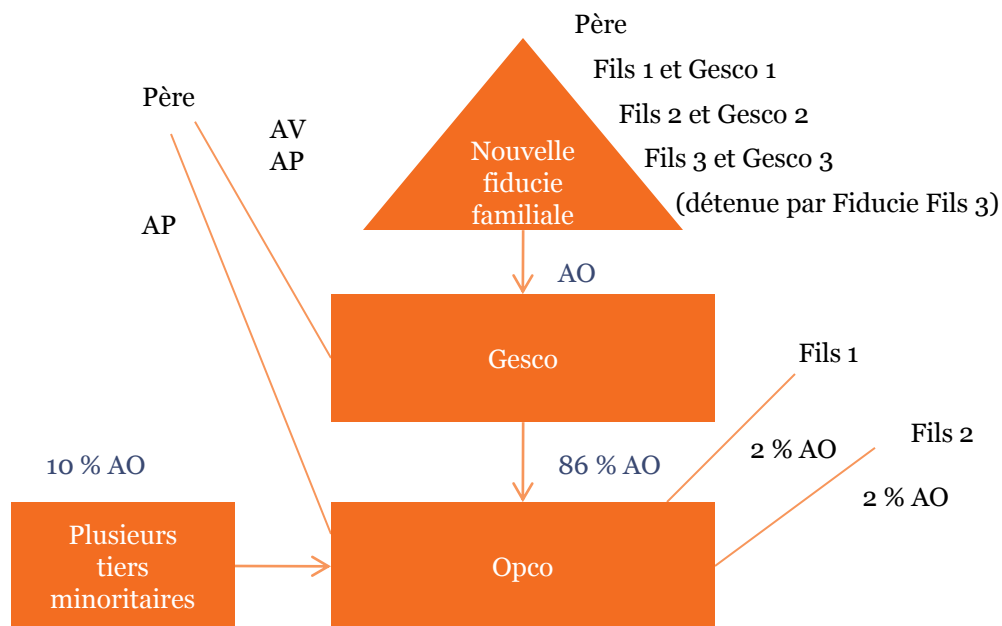 Père
Fils 1 et Gesco 1
Père
Fils 2 et Gesco 2
AV
AP
Nouvelle
fiducie
familiale
Fils 3 et Gesco 3
(détenue par Fiducie Fils 3)
AP
AO
Gesco
Fils 1
Fils 2
10 % AO
86 % AO
2 % AO
2 % AO
Plusieurs
tiers
minoritaires
Opco